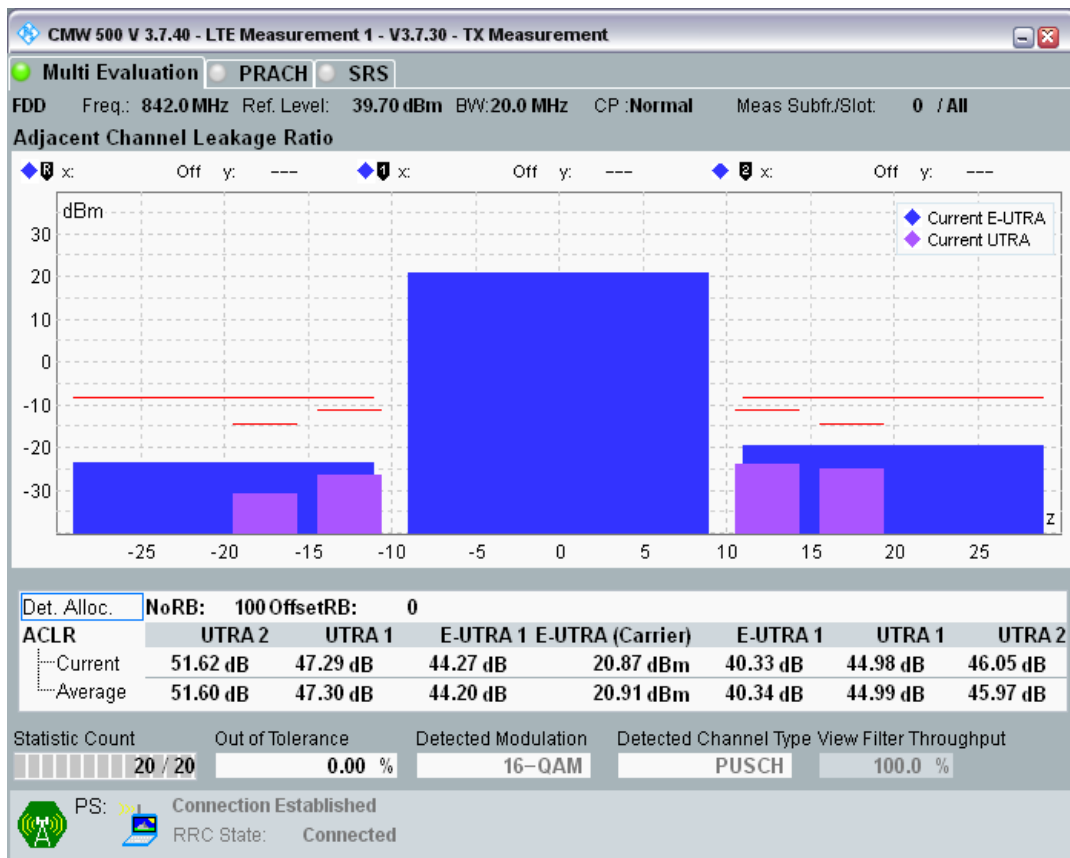 CMW 500 V 3.7.40 - LTE Measurement 1 - V3.7.30 - TX Measurement
Multi Evaluation PRACH SRS
FDD Freq.: 842.0 MHz Ref. Level: 39.70 dBm BW:20.0 MHz CP :Normal Meas Subfr./Slot: 0 / All
Adjacent Channel Leakage Ratio
R x: Off y: --- 1 x: Off y: --- 2 x: Off y: ---
dBm
Current E-UTRA
Current UTRA
30
20
10
0
-10
-20
-30
z
-25 -20 -15 -10 -5 0 5 10 15 20 25
Det. Alloc. NoRB: 100 OffsetRB: 0
ACLR UTRA 2 UTRA 1 E-UTRA 1 E-UTRA (Carrier) E-UTRA 1 UTRA 1 UTRA 2
Current 51.62 dB 47.29 dB 44.27 dB 20.87 dBm 40.33 dB 44.98 dB 46.05 dB
Average 51.60 dB 47.30 dB 44.20 dB 20.91 dBm 40.34 dB 44.99 dB 45.97 dB
Statistic Count Out of Tolerance Detected Modulation Detected Channel Type View Filter Throughput
20 / 20 0.00 % 16-QAM PUSCH 100.0 %
PS: Connection Established
RRC State: Connected